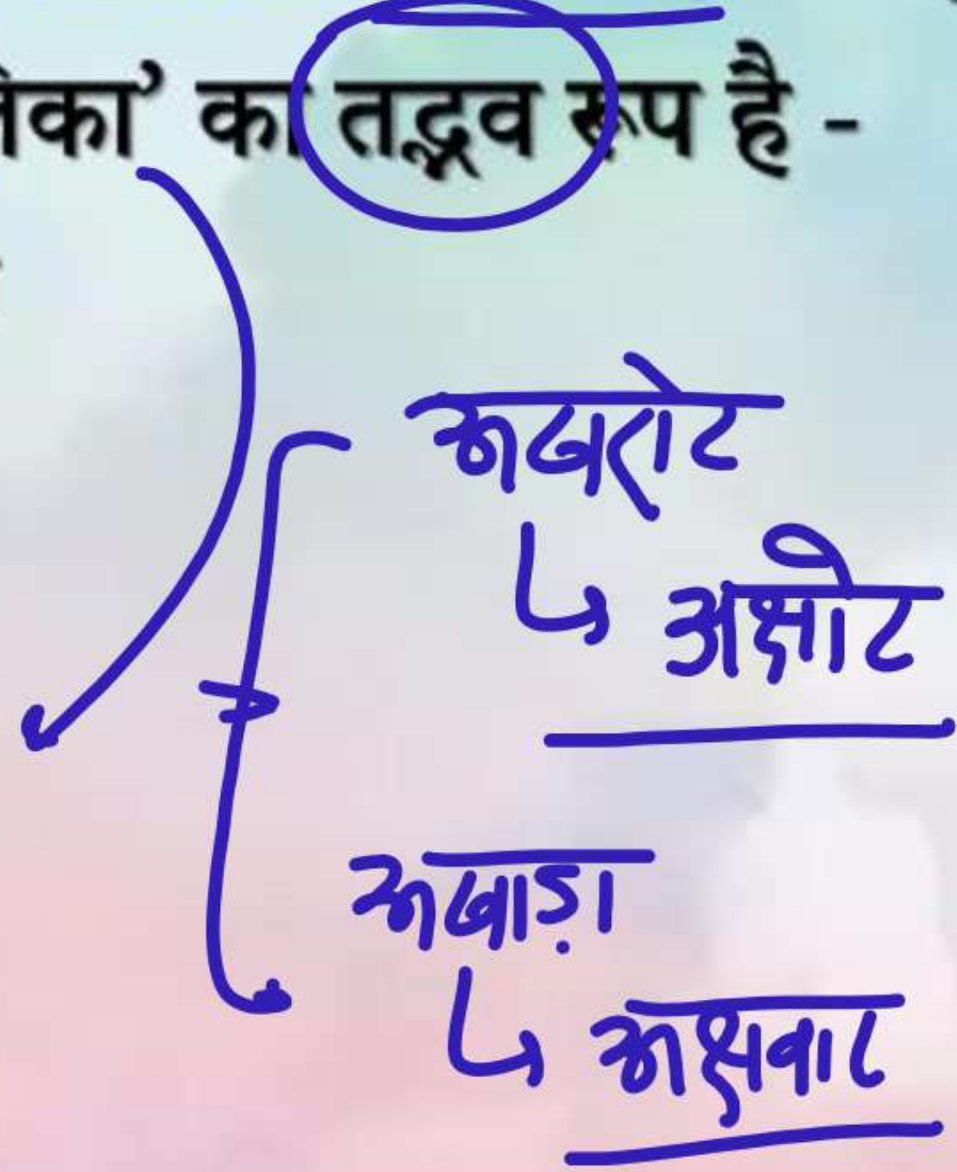 का' का तद्भव रूप है -
अखरोट
↳ अक्षोट
अखाड़ा
↳ अक्षवाट